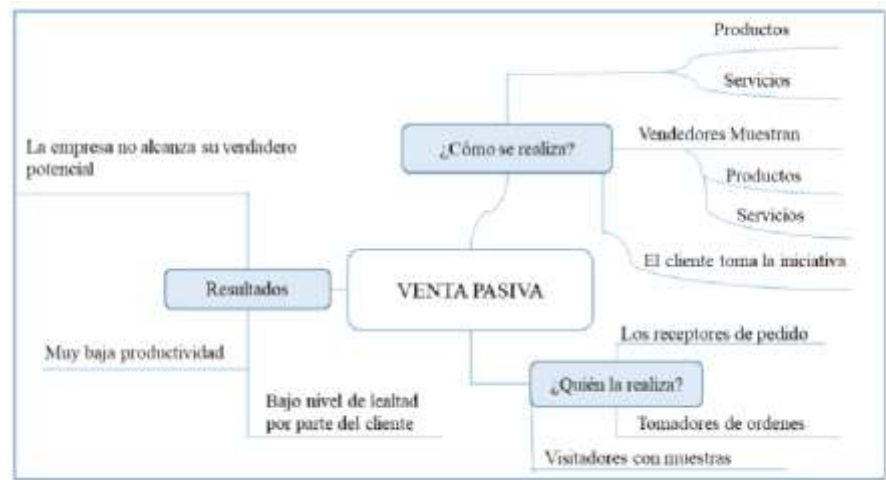 Productos
Servicios
¿Cómo se realiza?
Vendedores Muestran
Productos
Servicios
El cliente toma la iniciativa
La empresa no alcanza su verdadero
potencial
Resultados
VENTA PASIVA
Muy baja productividad
Bajo nivel de lealtad
por parte del cliente
Los receptores de pedido
¿Quién la realiza?
Tomadores de ordenes
Visitadores con muestras